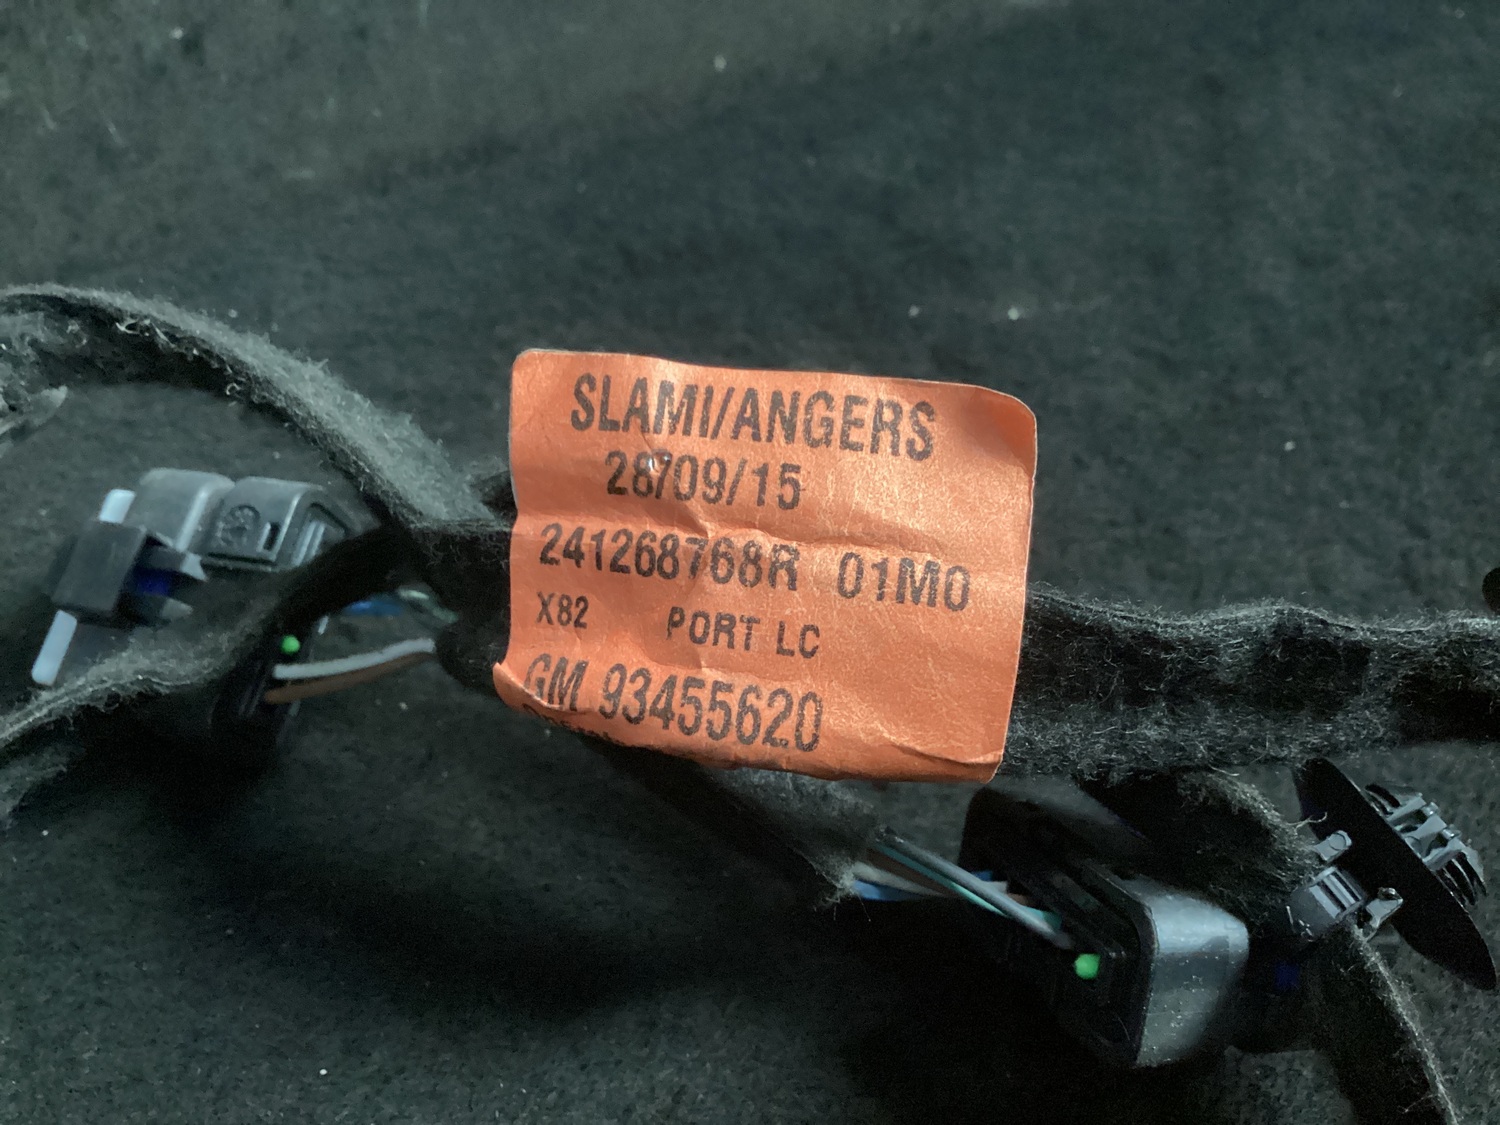 SLAMI/ANGERS
28/09/15
241268768R 01M0
X82 PORT LC
GM 93455620